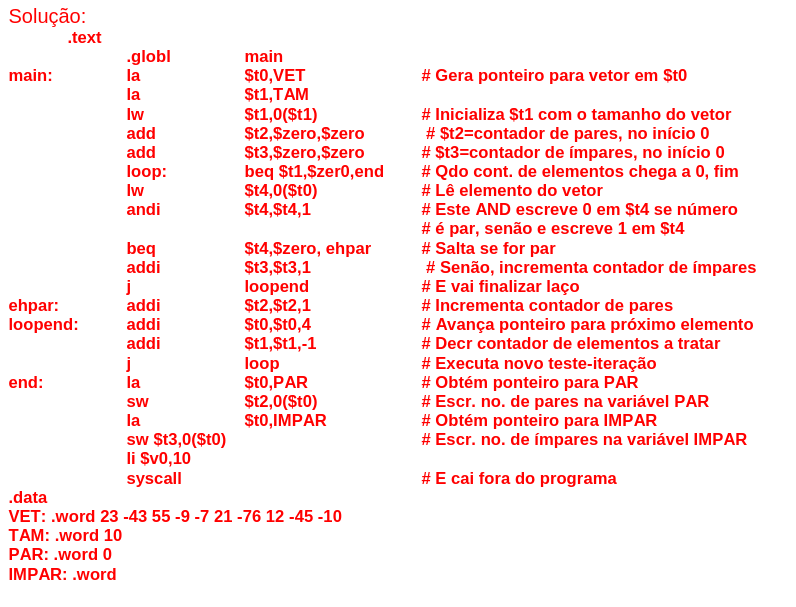 Solução:
.text
.globl main
main: la $t0,VET # Gera ponteiro para vetor em $t0
la $t1,TAM
lw $t1,0($t1) # Inicializa $t1 com o tamanho do vetor
add $t2,$zero,$zero # $t2=contador de pares, no início 0
add $t3,$zero,$zero # $t3=contador de ímpares, no início 0
loop: beq $t1,$zer0,end # Qdo cont. de elementos chega a 0, fim
lw $t4,0($t0) # Lê elemento do vetor
andi $t4,$t4,1 # Este AND escreve 0 em $t4 se número
# é par, senão e escreve 1 em $t4
beq $t4,$zero, ehpar # Salta se for par
addi $t3,$t3,1 # Senão, incrementa contador de ímpares
j loopend # E vai finalizar laço
ehpar: addi $t2,$t2,1 # Incrementa contador de pares
loopend: addi $t0,$t0,4 # Avança ponteiro para próximo elemento
addi $t1,$t1,-1 # Decr contador de elementos a tratar
j loop # Executa novo teste-iteração
end: la $t0,PAR # Obtém ponteiro para PAR
sw $t2,0($t0) # Escr. no. de pares na variável PAR
la $t0,IMPAR # Obtém ponteiro para IMPAR
sw $t3,0($t0) # Escr. no. de ímpares na variável IMPAR
li $v0,10
syscall # E cai fora do programa
.data
VET: .word 23 -43 55 -9 -7 21 -76 12 -45 -10
TAM: .word 10
PAR: .word 0
IMPAR: .word